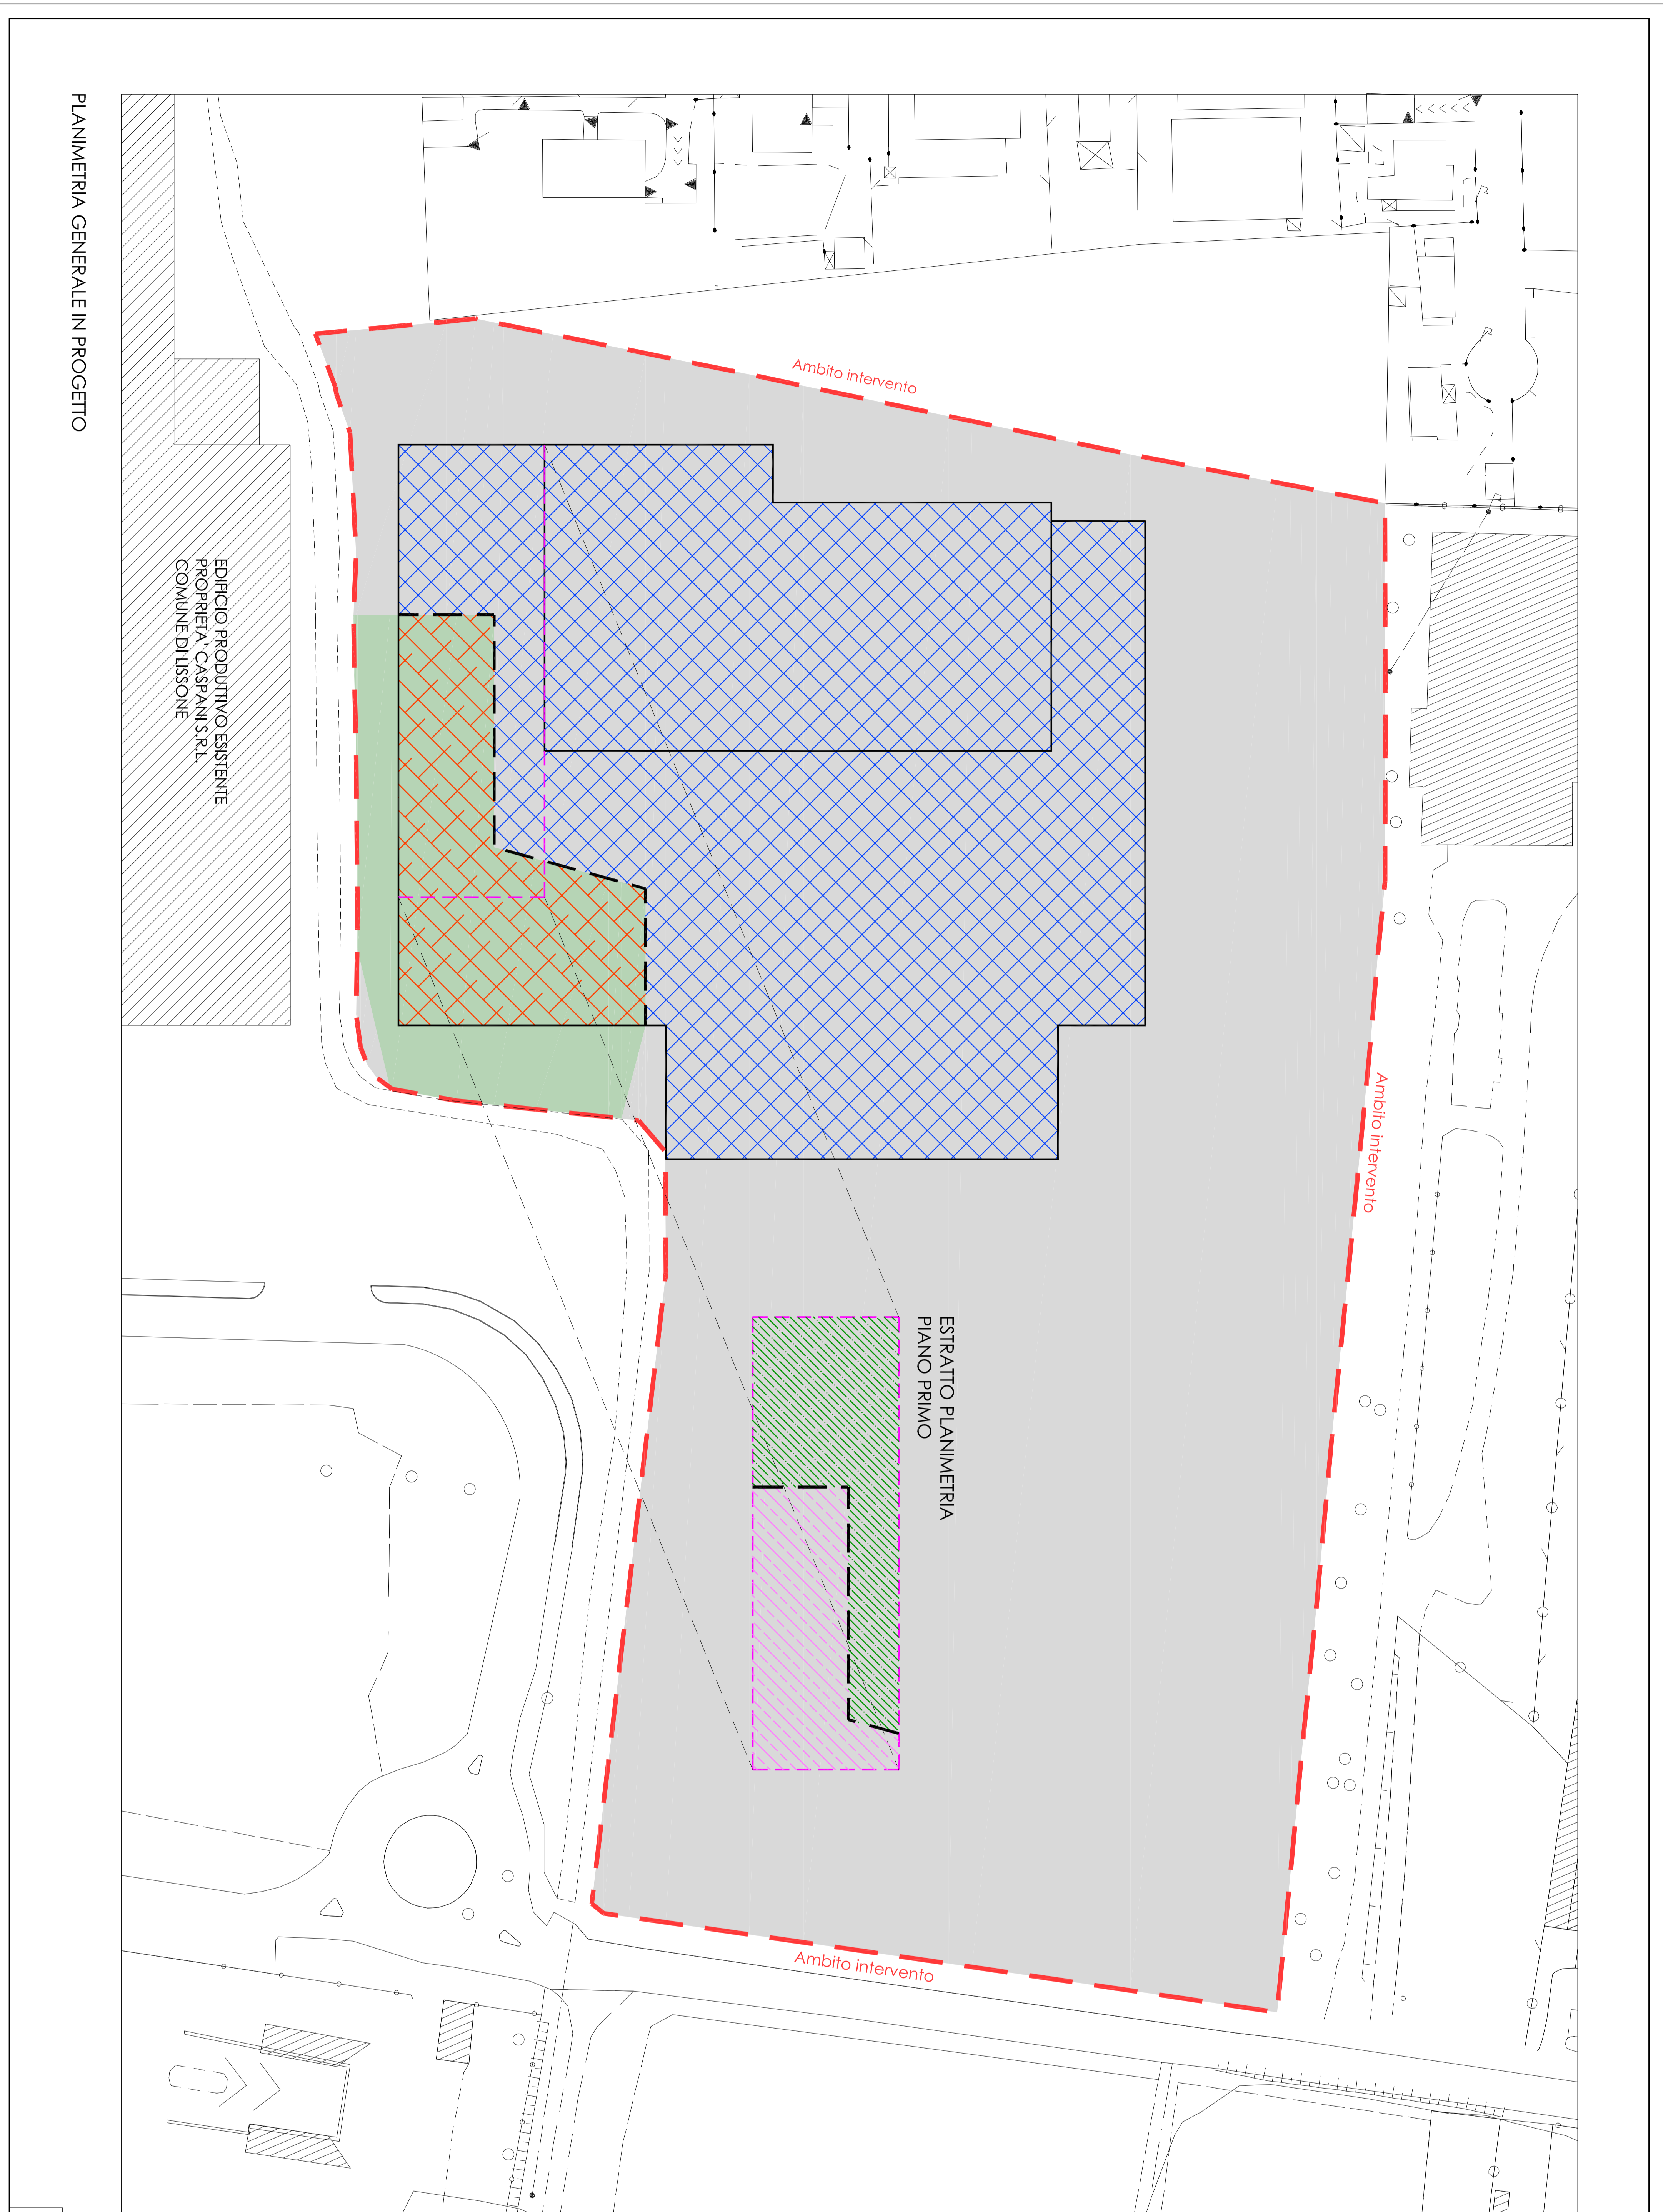 PLANIMETRIA GENERALE IN PROGETTO
Ambito intervento
EDIFICIO PRODUTTIVO ESISTENTE
PROPRIETA' CASPANI S.R.L.
COMUNE DI LISSONE
Ambito intervento
ESTRATTO PLANIMETRIA
PIANO PRIMO
Ambito intervento